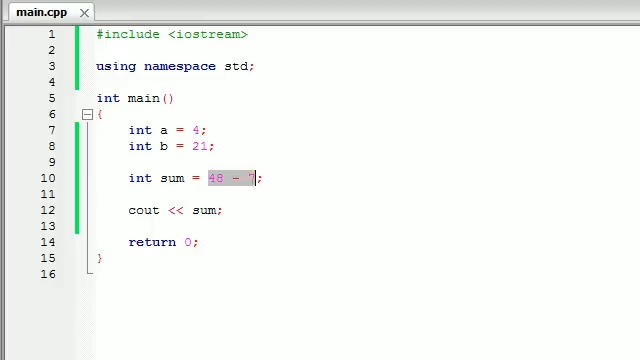 main.cpp
1 #include <iostream>
2
3 using namespace std;
4
5 int main()
6 {
7 int a = 4;
8 int b = 21;
9
10 int sum = 48 - 7;
11
12 cout << sum;
13
14 return 0;
15 }
16